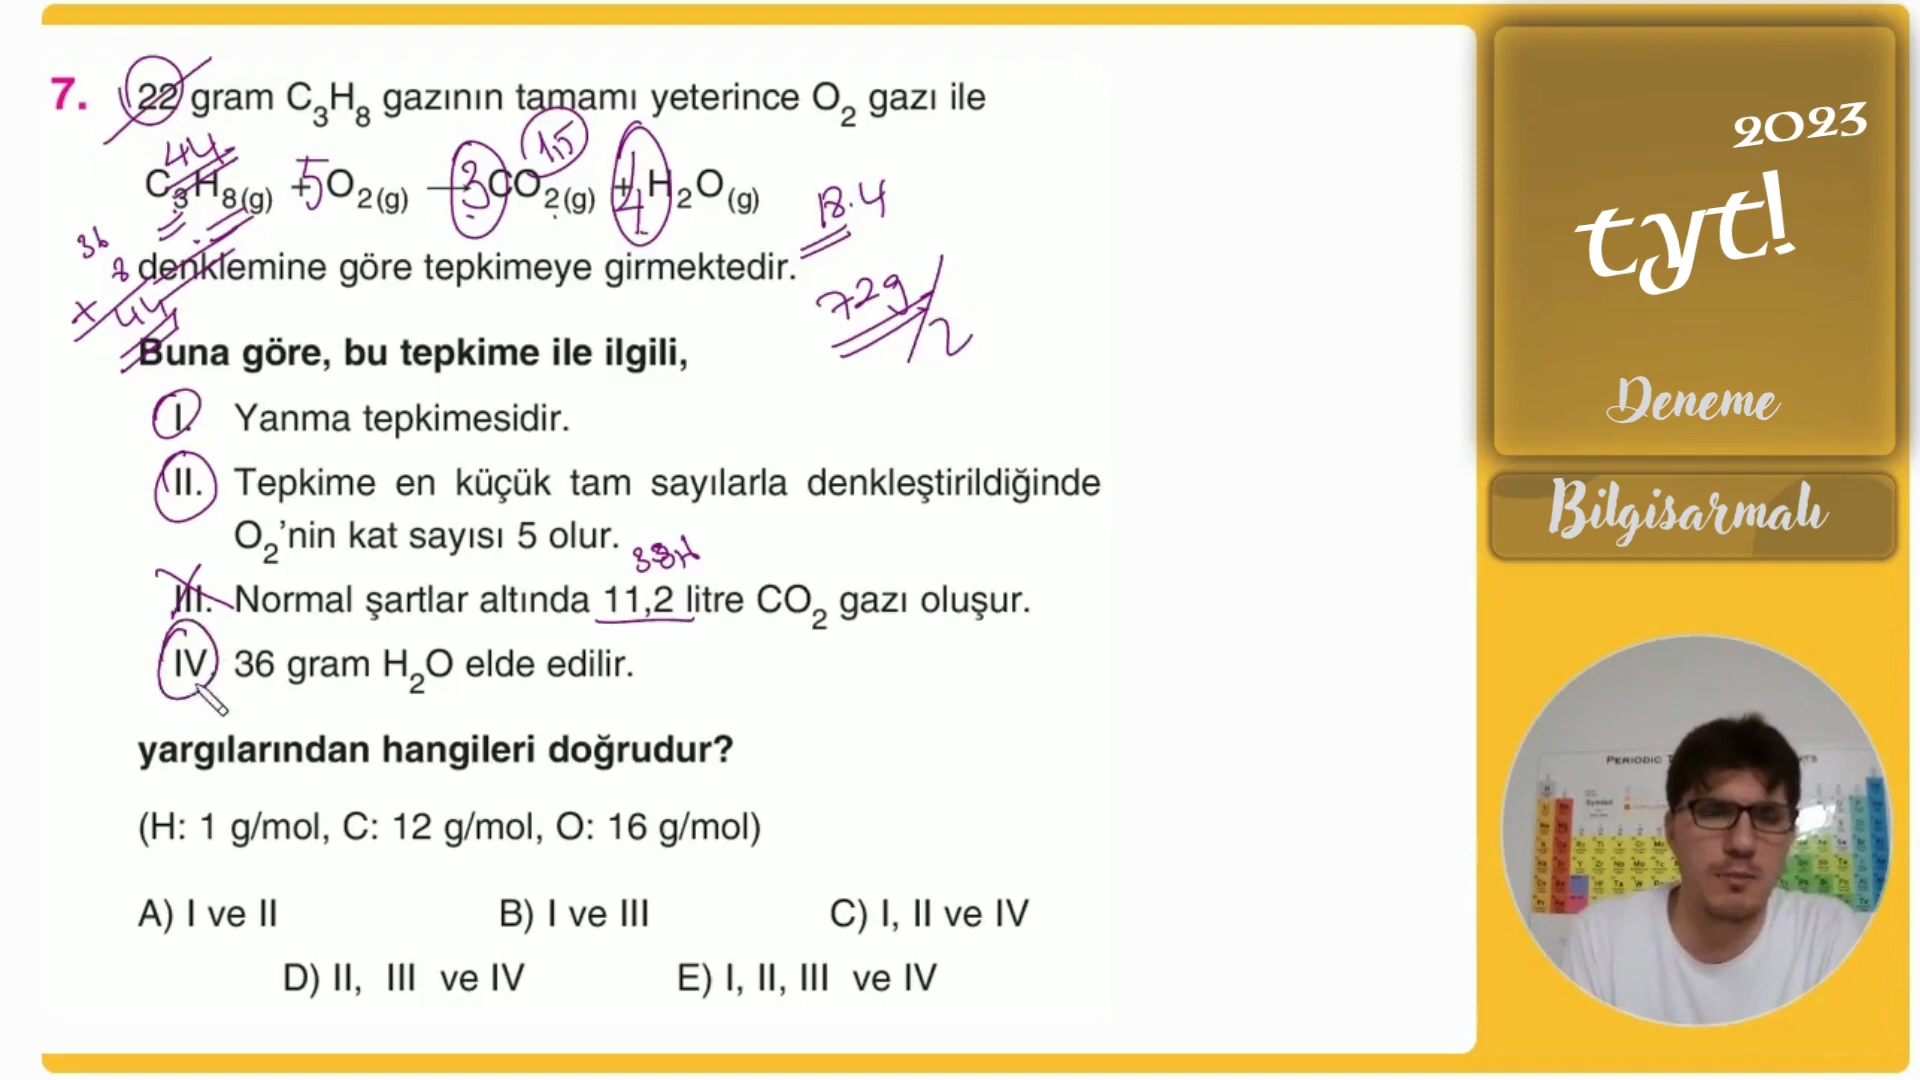 7. 22 gram C3H8 gazının tamamı yeterince O2 gazı ile
44
1,5
C3H8(g) + 5O2(g) → 3CO2(g) + 4H2O(g)
18.4
36
8
+
44
denklemine göre tepkimeye girmektedir.
72g/2
Buna göre, bu tepkime ile ilgili,
I. Yanma tepkimesidir.
II. Tepkime en küçük tam sayılarla denkleştirildiğinde
O2'nin kat sayısı 5 olur.
III. Normal şartlar altında 11,2 litre CO2 gazı oluşur.
IV. 36 gram H2O elde edilir.
yargılarından hangileri doğrudur?
(H: 1 g/mol, C: 12 g/mol, O: 16 g/mol)
A) I ve II B) I ve III C) I, II ve IV
D) II, III ve IV E) I, II, III ve IV
2023
tyt!
Deneme
Bilgisarmalı
PERIODIC